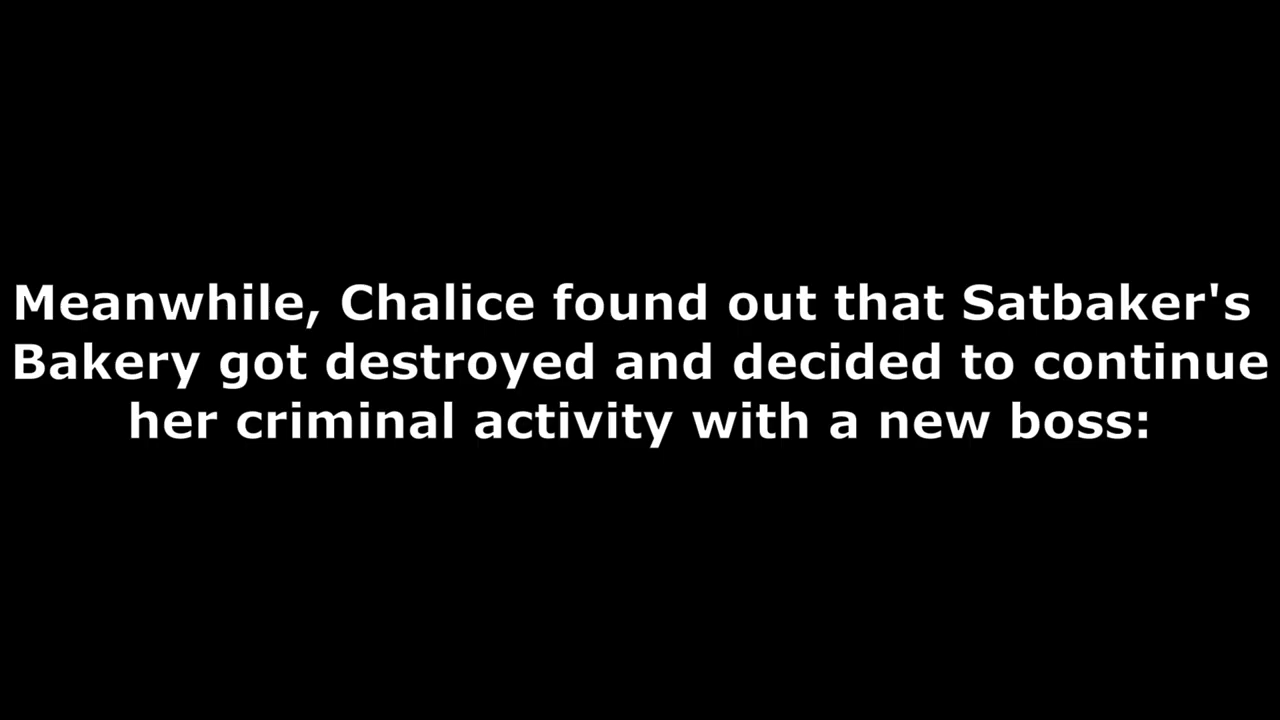 Meanwhile, Chalice found out that Satbaker's
Bakery got destroyed and decided to continue
her criminal activity with a new boss: